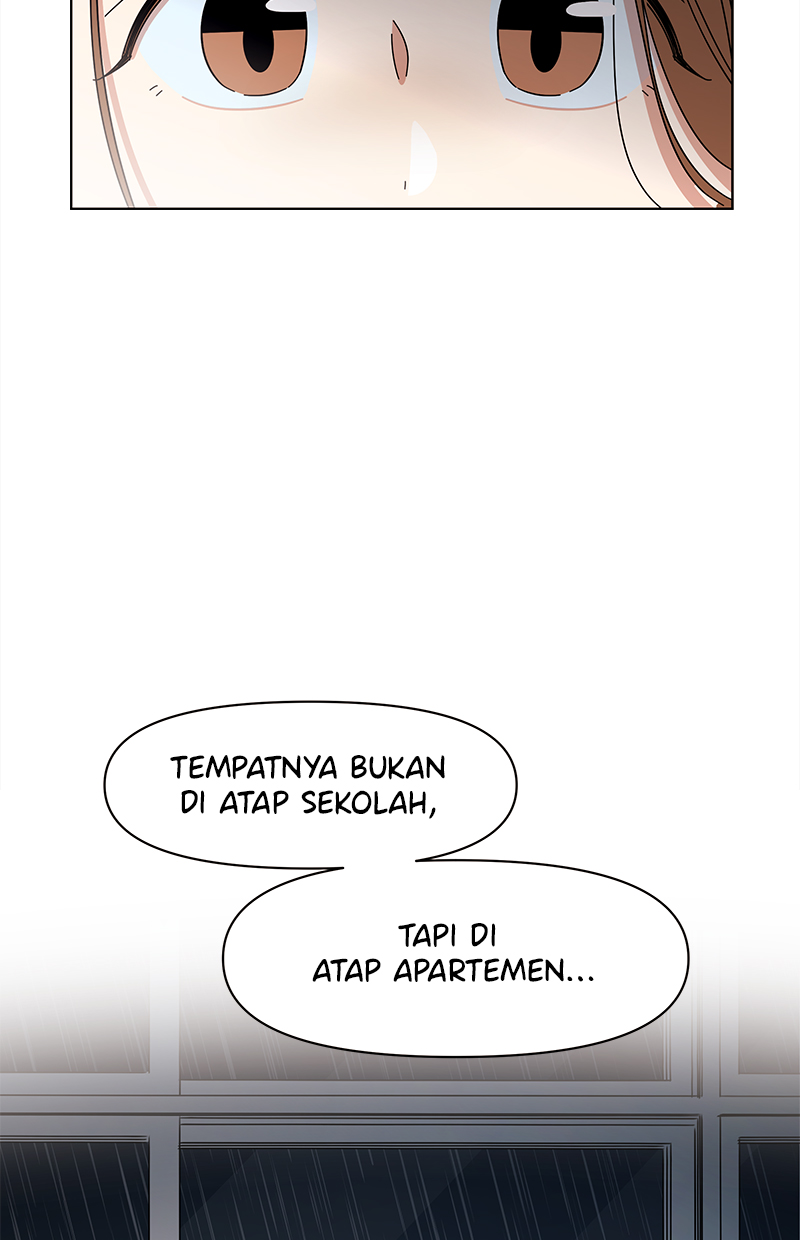 TEMPATNYA BUKAN
DI ATAP SEKOLAH,
TAPI DI
ATAP APARTEMEN...